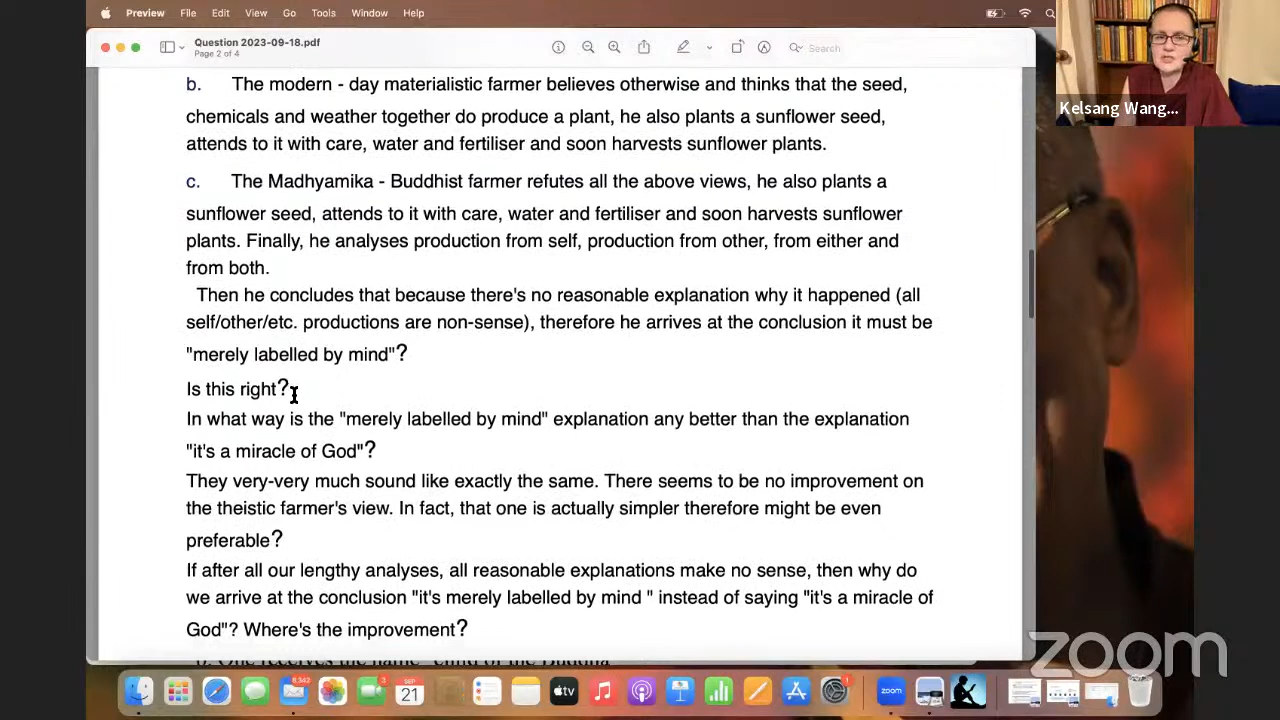 Preview File Edit View Go Tools Window Help
Question 2023-09-18.pdf
Page 2 of 4
Search
Kelsang Wang...
b. The modern - day materialistic farmer believes otherwise and thinks that the seed,
chemicals and weather together do produce a plant, he also plants a sunflower seed,
attends to it with care, water and fertiliser and soon harvests sunflower plants.
c. The Madhyamika - Buddhist farmer refutes all the above views, he also plants a
sunflower seed, attends to it with care, water and fertiliser and soon harvests sunflower
plants. Finally, he analyses production from self, production from other, from either and
from both.
Then he concludes that because there's no reasonable explanation why it happened (all
self/other/etc. productions are non-sense), therefore he arrives at the conclusion it must be
"merely labelled by mind"?
Is this right?
In what way is the "merely labelled by mind" explanation any better than the explanation
"it's a miracle of God"?
They very-very much sound like exactly the same. There seems to be no improvement on
the theistic farmer's view. In fact, that one is actually simpler therefore might be even
preferable?
If after all our lengthy analyses, all reasonable explanations make no sense, then why do
we arrive at the conclusion "it's merely labelled by mind " instead of saying "it's a miracle of
God"? Where's the improvement?
zoom
SEP
21
8,342
3
tv
zoom
1